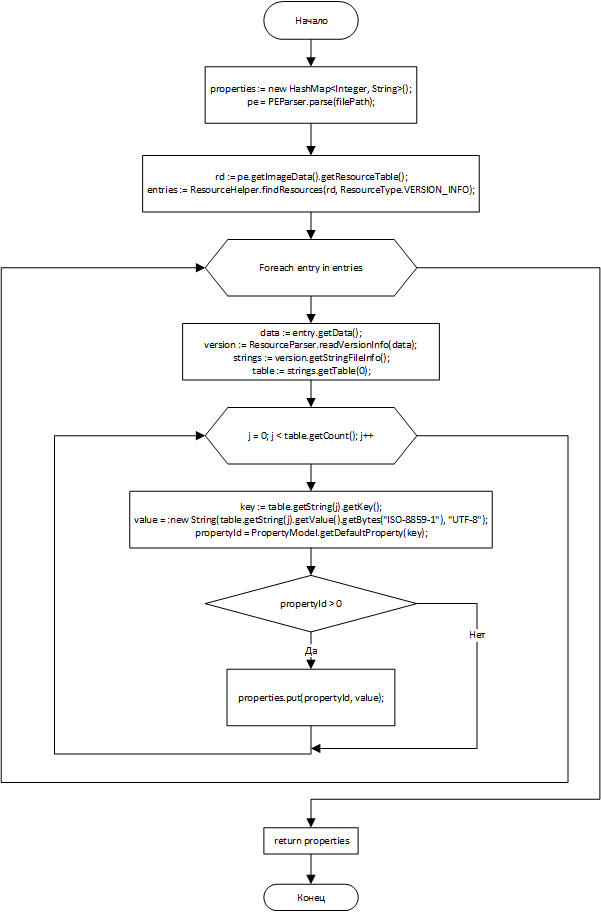 Начало
properties := new HashMap<Integer, String>();
pe = PEParser.parse(filePath);
rd := pe.getImageData().getResourceTable();
entries := ResourceHelper.findResources(rd, ResourceType.VERSION_INFO);
Foreach entry in entries
data := entry.getData();
version := ResourceParser.readVersionInfo(data);
strings := version.getStringFileInfo();
table := strings.getTable(0);
j = 0; j < table.getCount(); j++
key := table.getString(j).getKey();
value = :new String(table.getString(j).getValue().getBytes("ISO-8859-1"), "UTF-8");
propertyId = PropertyModel.getDefaultProperty(key);
propertyId > 0
Нет
Да
properties.put(propertyId, value);
return properties
Конец